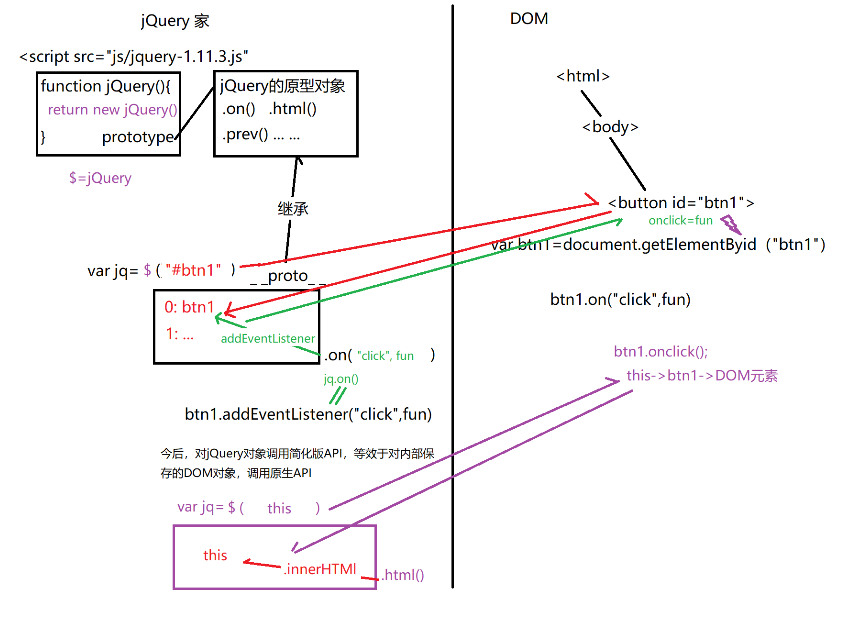 jQuery 家
<script src="js/jquery-1.11.3.js"
function jQuery(){
return new jQuery()
} prototype
jQuery的原型对象
.on() .html()
.prev() ... ...
$=jQuery
继承
var jq= $ ( "#btn1" )
_ _proto_ _
0: btn1
1: ...
addEventListener
.on( "click", fun )
jq.on()
btn1.addEventListener("click",fun)
今后，对jQuery对象调用简化版API，等效于对内部保
存的DOM对象，调用原生API
var jq= $ ( this )
this
.innerHTMl
.html()
DOM
<html>
<body>
<button id="btn1">
onclick=fun
var btn1=document.getElementByid（"btn1"）
btn1.on("click",fun)
btn1.onclick();
this->btn1->DOM元素